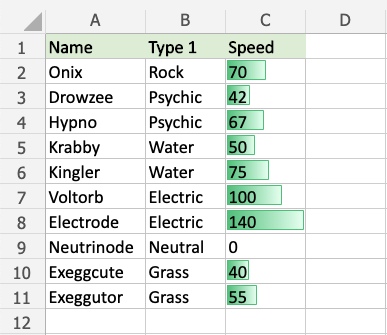 A B C D
1 Name Type 1 Speed
2 Onix Rock 70
3 Drowzee Psychic 42
4 Hypno Psychic 67
5 Krabby Water 50
6 Kingler Water 75
7 Voltorb Electric 100
8 Electrode Electric 140
9 Neutrinode Neutral 0
10 Exeggcute Grass 40
11 Exeggutor Grass 55
12